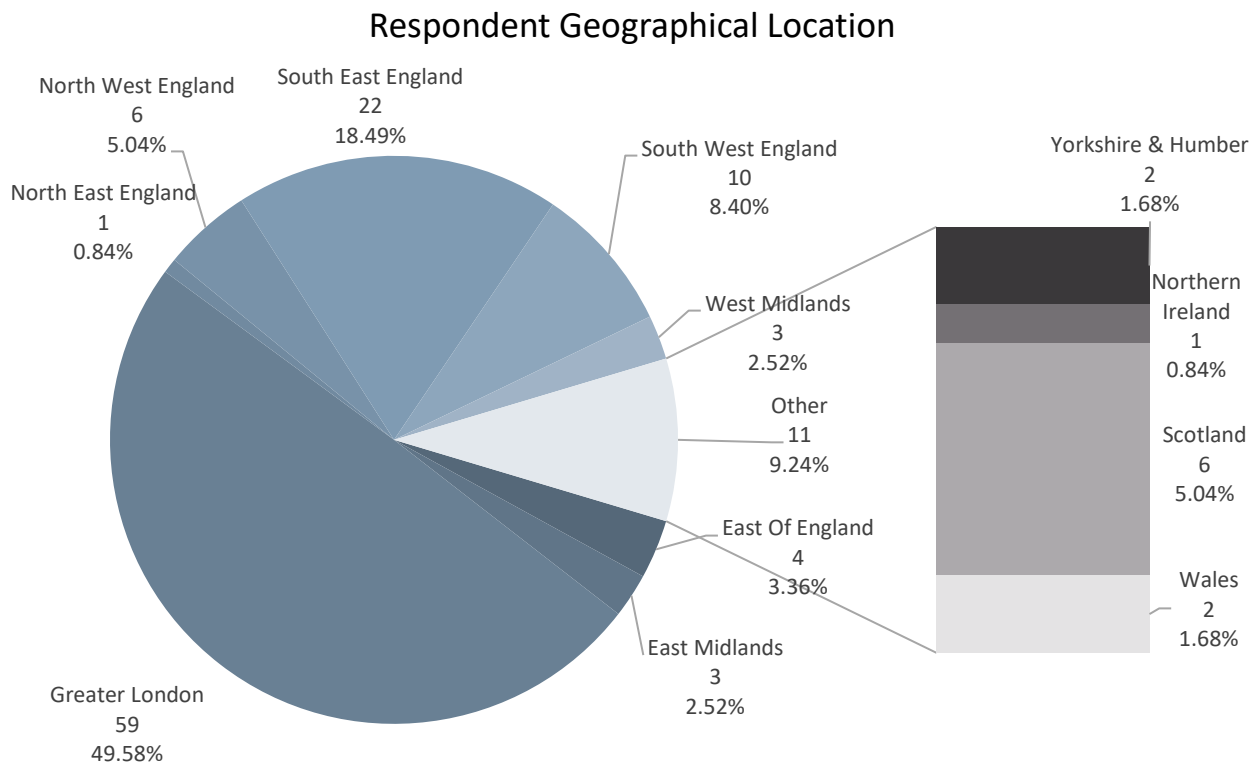 Respondent Geographical Location
North West England
6
5.04%
South East England
22
18.49%
South West England
10
8.40%
Yorkshire & Humber
2
1.68%
North East England
1
0.84%
West Midlands
3
2.52%
Northern
Ireland
1
0.84%
Other
11
9.24%
Scotland
6
5.04%
East Of England
4
3.36%
Wales
2
1.68%
East Midlands
3
2.52%
Greater London
59
49.58%